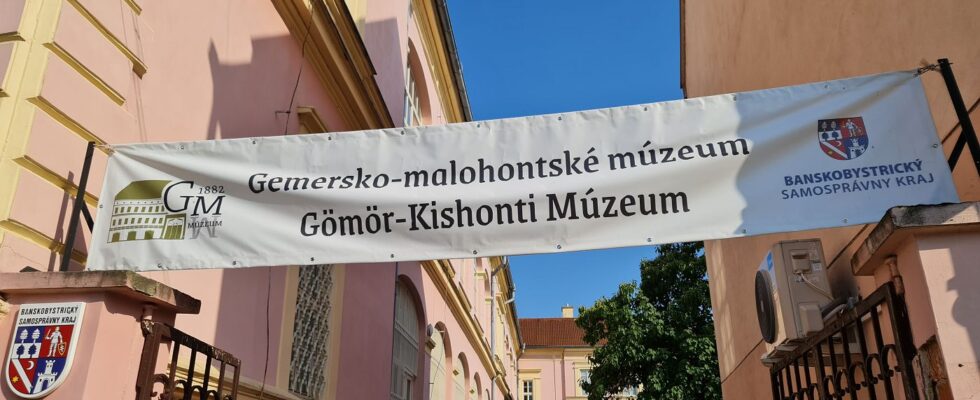 1882
GM
MÚZEUM
Gemersko-malohontské múzeum
Gömör-Kishonti Múzeum
BANSKOBYSTRICKÝ
SAMOSPRÁVNY KRAJ
BANSKOBYSTRICKÝ
SAMOSPRÁVNY KRAJ